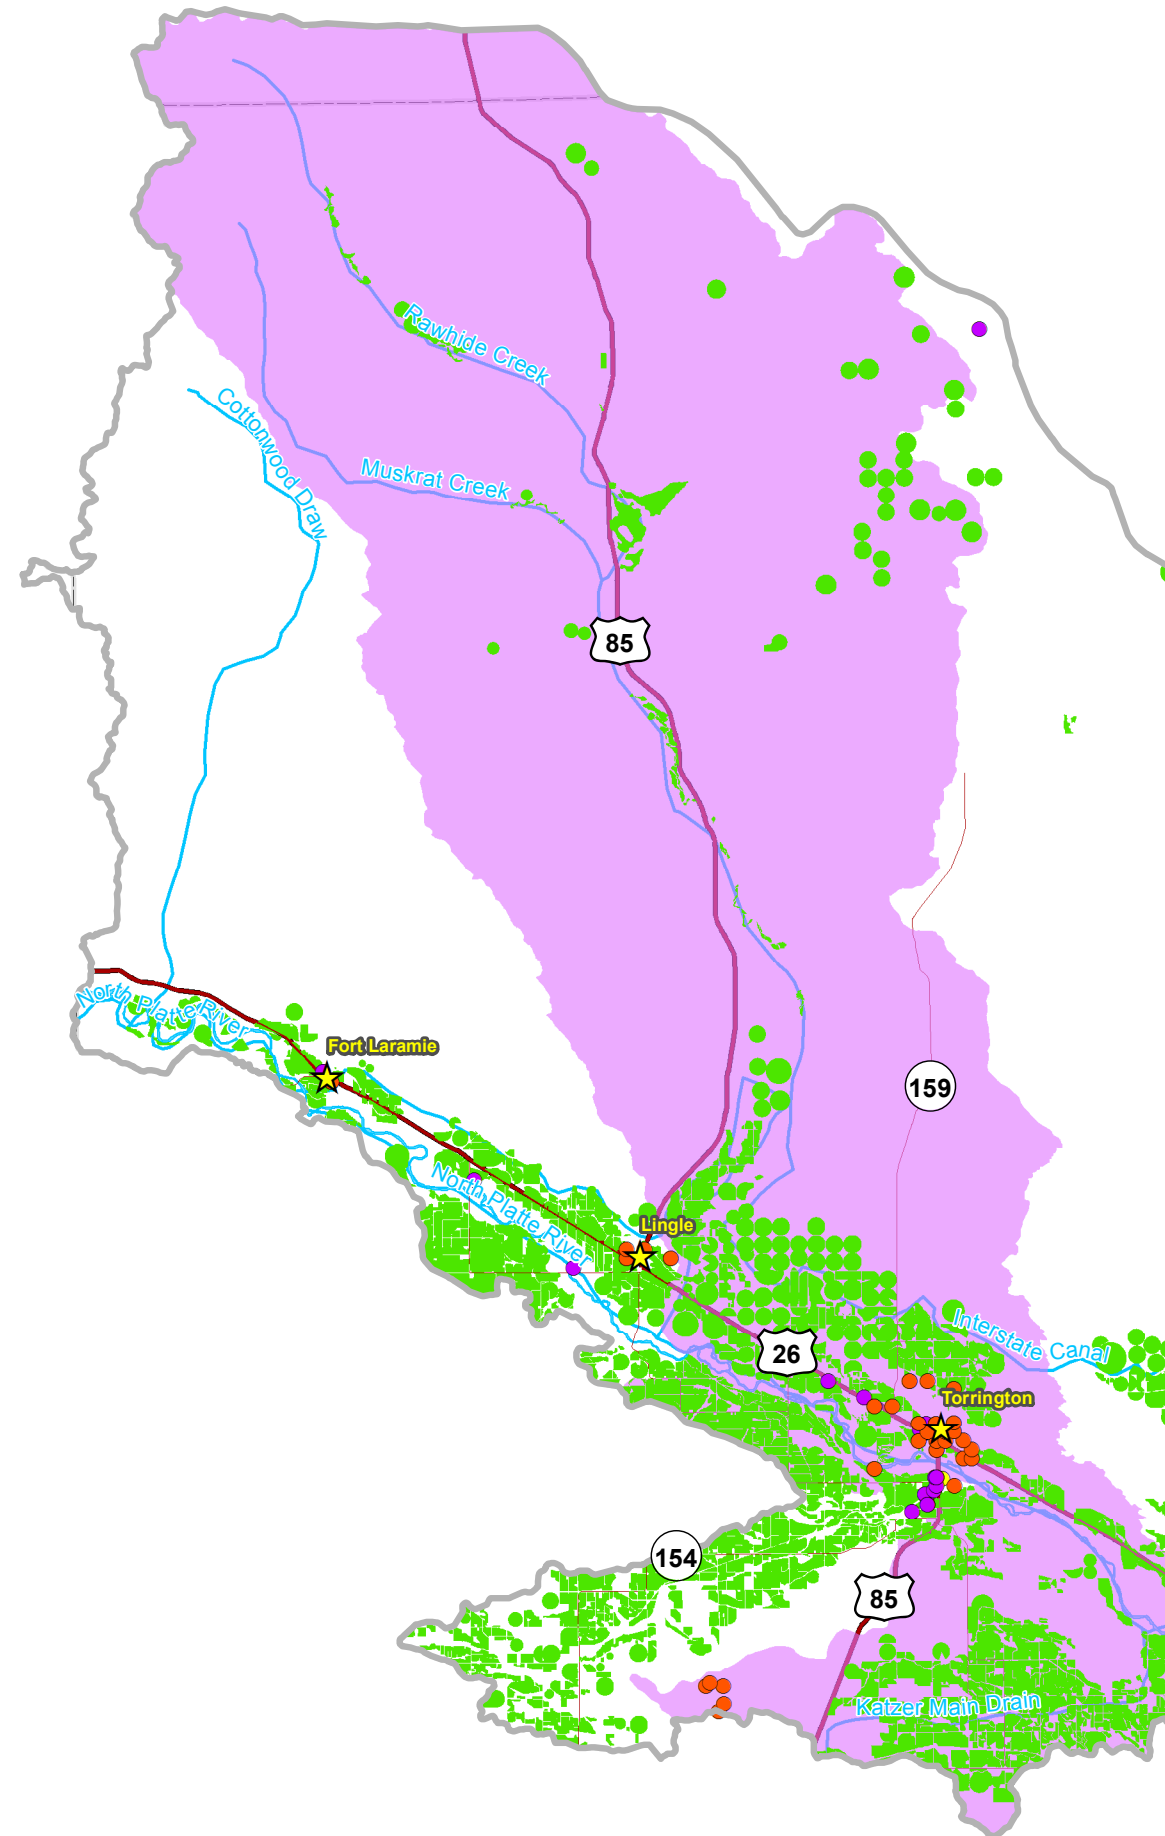 Rawhide Creek
Cottonwood Draw
Muskrat Creek
85
North Platte River
Fort Laramie
159
North Platte River
Lingle
Interstate Canal
26
Torrington
154
85
Katzer Main Drain